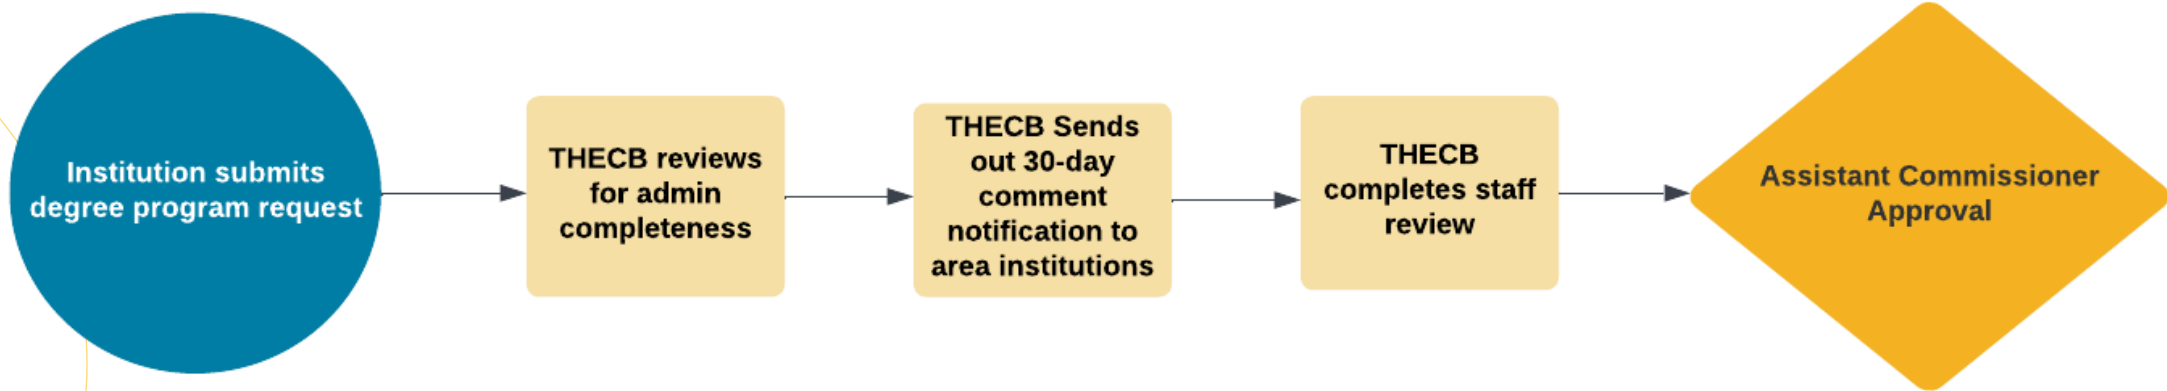 Institution submits
degree program request
THECB reviews
for admin
completeness
THECB Sends
out 30-day
comment
notification to
area institutions
THECB
completes staff
review
Assistant Commissioner
Approval